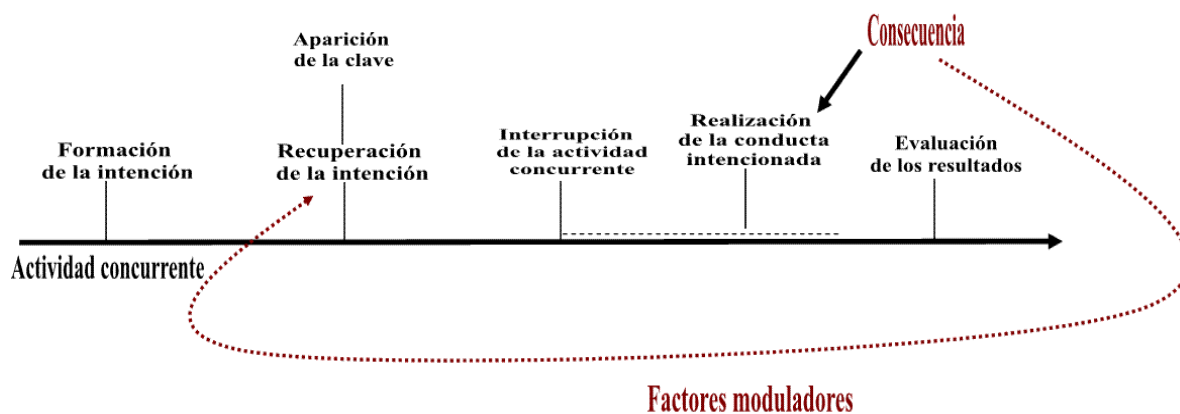 Consecuencia
Aparición
de la clave
Formación
de la intención
Recuperación
de la intención
Interrupción
de la actividad
concurrente
Realización
de la conducta
intencionada
Evaluación
de los resultados
Actividad concurrente
Factores moduladores